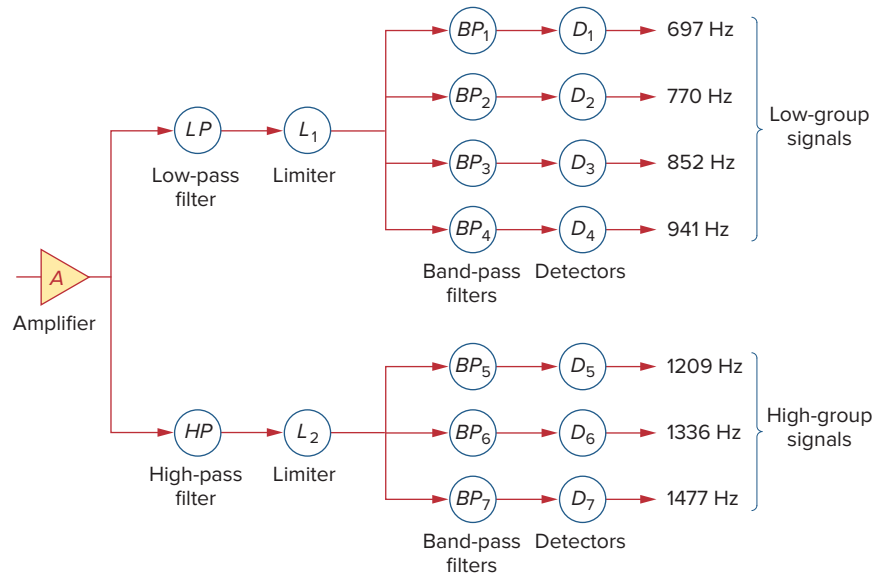 BP₁ D₁ 697 Hz
BP₂ D₂ 770 Hz
Low-group
signals
LP L₁
Low-pass
filter
Limiter
BP₃ D₃ 852 Hz
BP₄ D₄ 941 Hz
Band-pass
filters
Detectors
A
Amplifier
BP₅ D₅ 1209 Hz
HP L₂
High-pass
filter
Limiter
BP₆ D₆ 1336 Hz
High-group
signals
BP₇ D₇ 1477 Hz
Band-pass
filters
Detectors